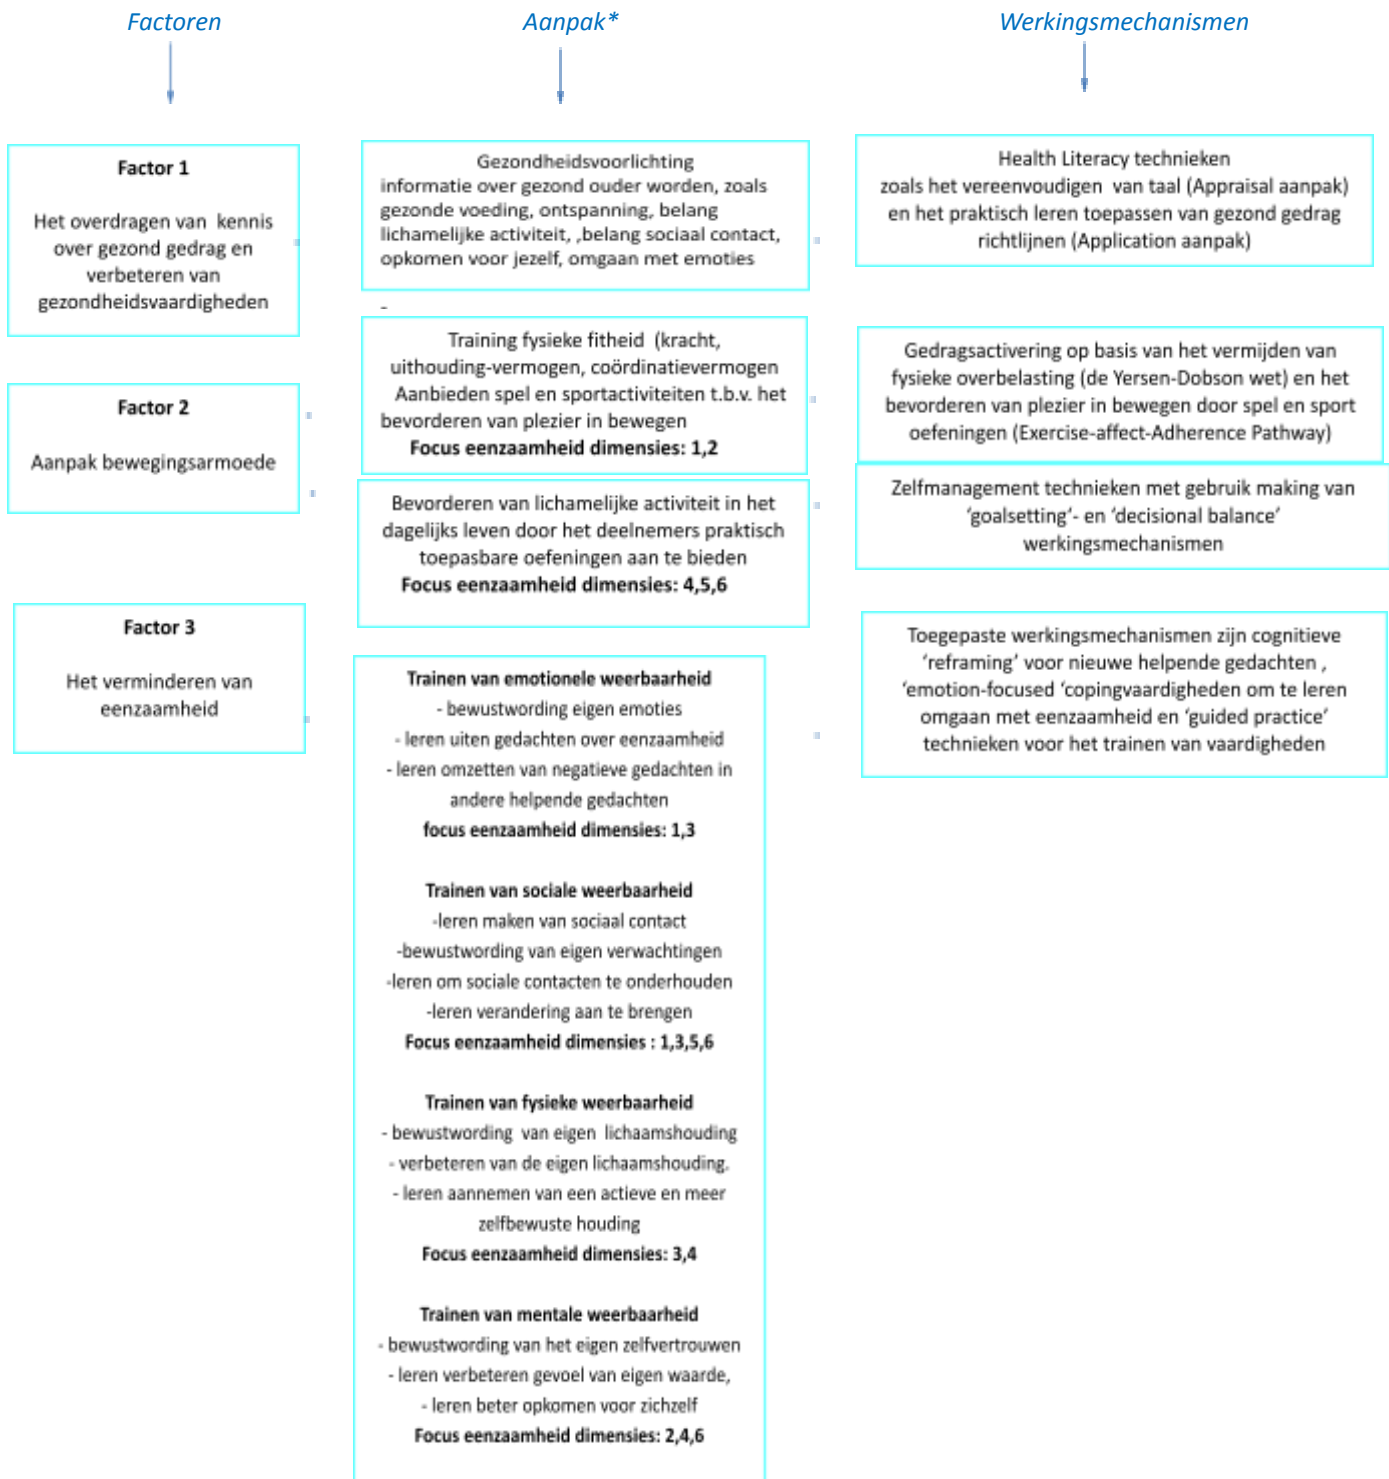 Factoren
Aanpak*
Werkingsmechanismen
Factor 1
Het overdragen van kennis
over gezond gedrag en
verbeteren van
gezondheidsvaardigheden
Gezondheidsvoorlichting
informatie over gezond ouder worden, zoals
gezonde voeding, ontspanning, belang
lichamelijke activiteit, ,belang sociaal contact,
opkomen voor jezelf, omgaan met emoties
-
Health Literacy technieken
zoals het vereenvoudigen van taal (Appraisal aanpak)
en het praktisch leren toepassen van gezond gedrag
richtlijnen (Application aanpak)
Factor 2
Aanpak bewegingsarmoede
Training fysieke fitheid (kracht,
uithouding-vermogen, coördinatievermogen
Aanbieden spel en sportactiviteiten t.b.v. het
bevorderen van plezier in bewegen
Focus eenzaamheid dimensies: 1,2
Gedragsactivering op basis van het vermijden van
fysieke overbelasting (de Yersen-Dobson wet) en het
bevorderen van plezier in bewegen door spel en sport
oefeningen (Exercise-affect-Adherence Pathway)
Bevorderen van lichamelijke activiteit in het
dagelijks leven door het deelnemers praktisch
toepasbare oefeningen aan te bieden
Focus eenzaamheid dimensies: 4,5,6
Zelfmanagement technieken met gebruik making van
‘goalsetting’- en ‘decisional balance’
werkingsmechanismen
Factor 3
Het verminderen van
eenzaamheid
Trainen van emotionele weerbaarheid
- bewustwording eigen emoties
- leren uiten gedachten over eenzaamheid
- leren omzetten van negatieve gedachten in
andere helpende gedachten
focus eenzaamheid dimensies: 1,3
Trainen van sociale weerbaarheid
-leren maken van sociaal contact
-bewustwording van eigen verwachtingen
-leren om sociale contacten te onderhouden
-leren verandering aan te brengen
Focus eenzaamheid dimensies : 1,3,5,6
Trainen van fysieke weerbaarheid
- bewustwording van eigen lichaamshouding
- verbeteren van de eigen lichaamshouding.
- leren aannemen van een actieve en meer
zelfbewuste houding
Focus eenzaamheid dimensies: 3,4
Trainen van mentale weerbaarheid
- bewustwording van het eigen zelfvertrouwen
- leren verbeteren gevoel van eigen waarde,
- leren beter opkomen voor zichzelf
Focus eenzaamheid dimensies: 2,4,6
Toegepaste werkingsmechanismen zijn cognitieve
‘reframing’ voor nieuwe helpende gedachten ,
‘emotion-focused ‘copingvaardigheden om te leren
omgaan met eenzaamheid en ‘guided practice’
technieken voor het trainen van vaardigheden